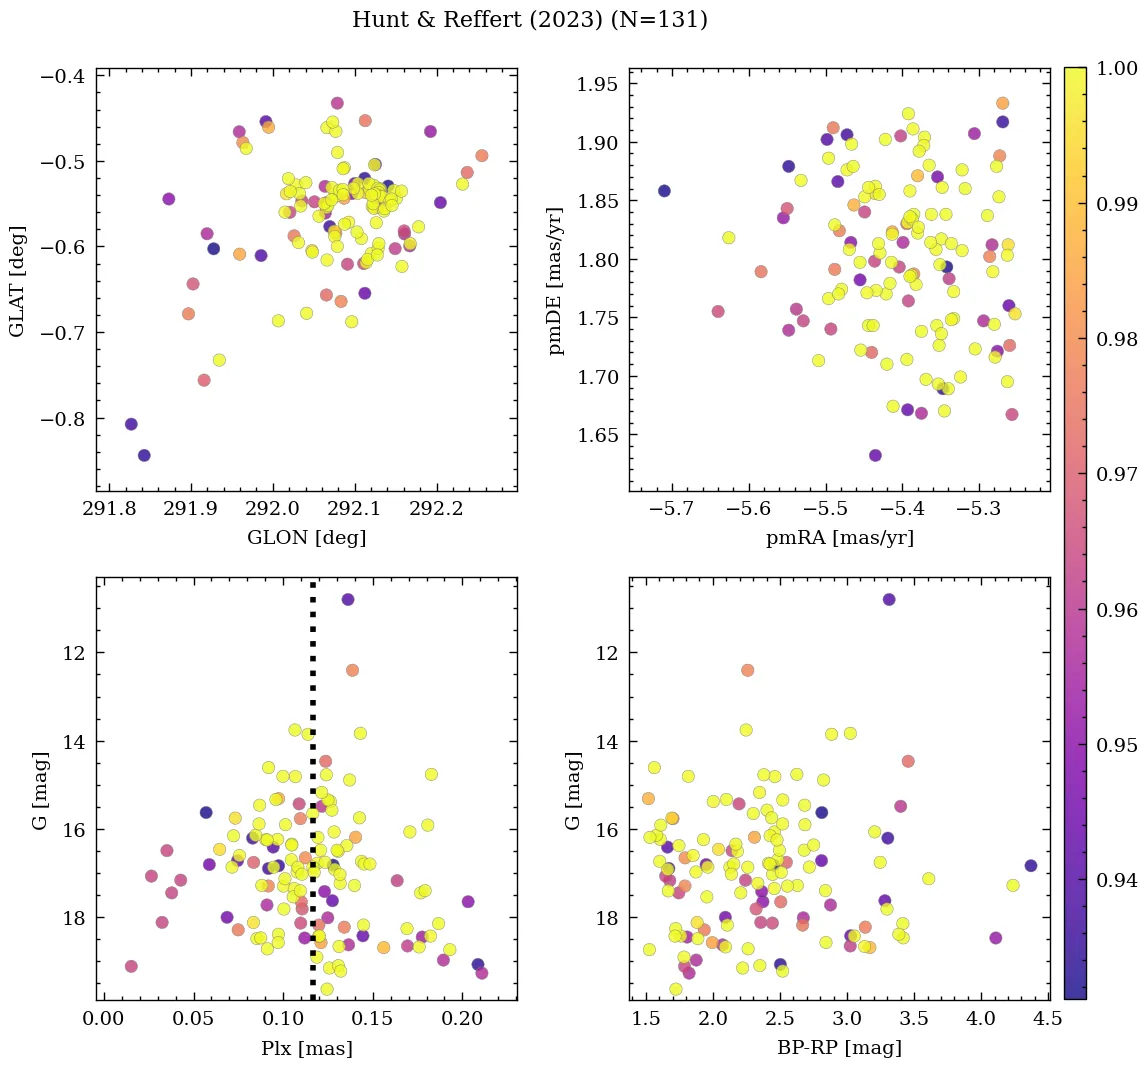 Hunt & Reffert (2023) (N=131)
−0.4
−0.5
−0.6
−0.7
−0.8
GLAT [deg]
291.8 291.9 292.0 292.1 292.2
GLON [deg]
1.95
1.90
1.85
1.80
1.75
1.70
1.65
pmDE [mas/yr]
−5.7 −5.6 −5.5 −5.4 −5.3
pmRA [mas/yr]
12
14
16
18
G [mag]
0.00 0.05 0.10 0.15 0.20
Plx [mas]
12
14
16
18
G [mag]
1.5 2.0 2.5 3.0 3.5 4.0 4.5
BP-RP [mag]
1.00
0.99
0.98
0.97
0.96
0.95
0.94